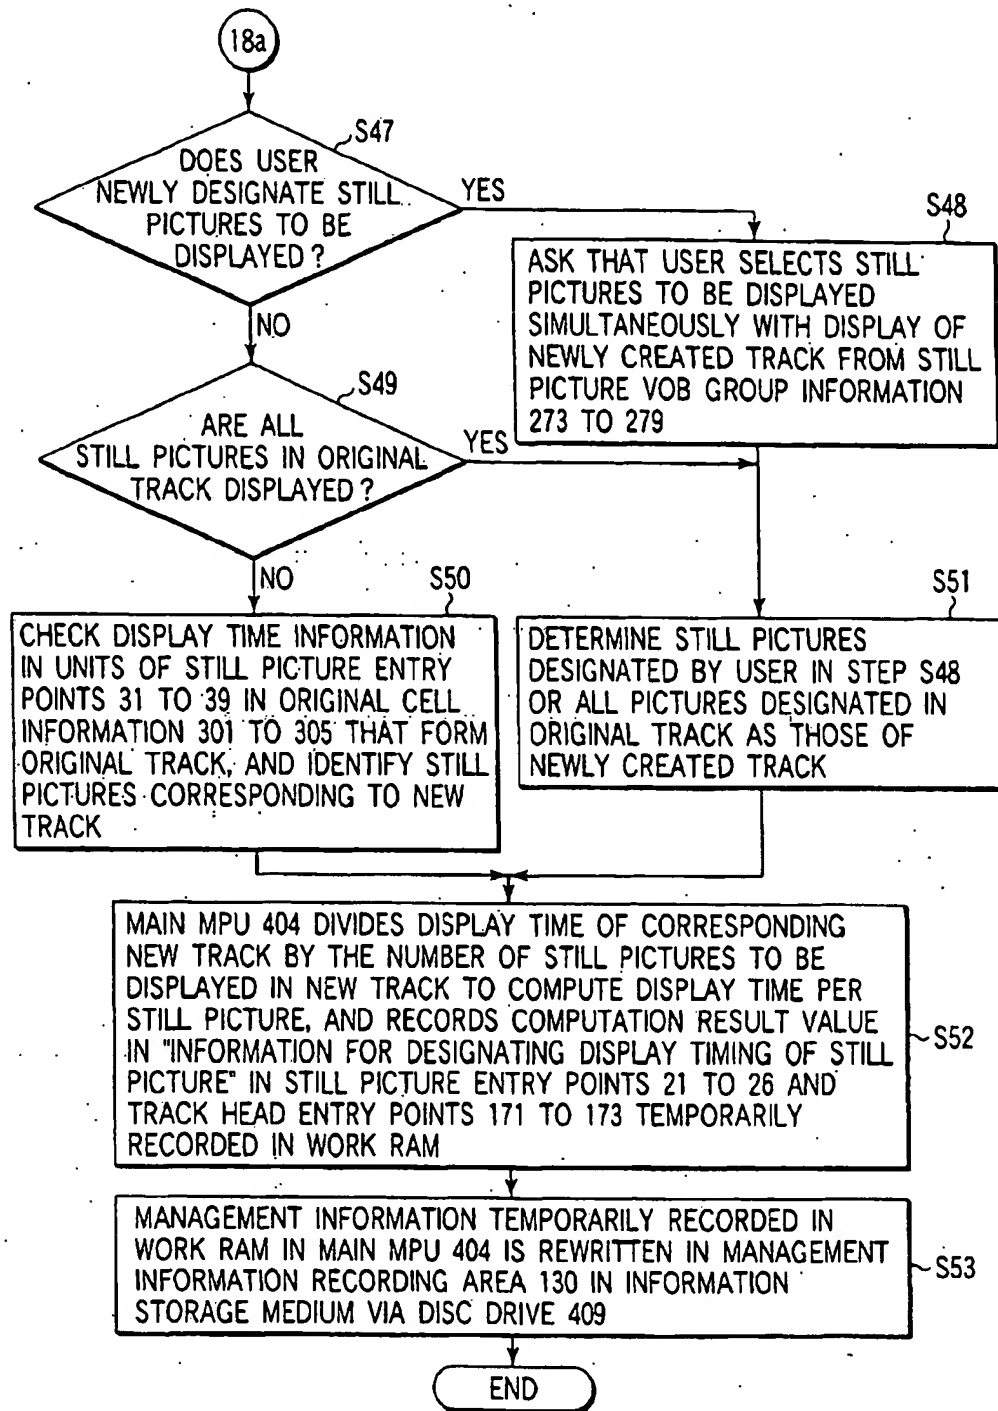 18a
S47
DOES USER
NEWLY DESIGNATE STILL
PICTURES TO BE
DISPLAYED?
YES
NO
S48
ASK THAT USER SELECTS STILL
PICTURES TO BE DISPLAYED
SIMULTANEOUSLY WITH DISPLAY OF
NEWLY CREATED TRACK FROM STILL
PICTURE VOB GROUP INFORMATION
273 TO 279
S49
ARE ALL
STILL PICTURES IN ORIGINAL
TRACK DISPLAYED?
YES
NO
S50
CHECK DISPLAY TIME INFORMATION
IN UNITS OF STILL PICTURE ENTRY
POINTS 31 TO 39 IN ORIGINAL CELL
INFORMATION 301 TO 305 THAT FORM
ORIGINAL TRACK, AND IDENTIFY STILL
PICTURES CORRESPONDING TO NEW
TRACK
S51
DETERMINE STILL PICTURES
DESIGNATED BY USER IN STEP S48
OR ALL PICTURES DESIGNATED IN
ORIGINAL TRACK AS THOSE OF
NEWLY CREATED TRACK
MAIN MPU 404 DIVIDES DISPLAY TIME OF CORRESPONDING
NEW TRACK BY THE NUMBER OF STILL PICTURES TO BE
DISPLAYED IN NEW TRACK TO COMPUTE DISPLAY TIME PER
STILL PICTURE, AND RECORDS COMPUTATION RESULT VALUE
IN "INFORMATION FOR DESIGNATING DISPLAY TIMING OF STILL
PICTURE" IN STILL PICTURE ENTRY POINTS 21 TO 26 AND
TRACK HEAD ENTRY POINTS 171 TO 173 TEMPORARILY
RECORDED IN WORK RAM
S52
MANAGEMENT INFORMATION TEMPORARILY RECORDED IN
WORK RAM IN MAIN MPU 404 IS REWRITTEN IN MANAGEMENT
INFORMATION RECORDING AREA 130 IN INFORMATION
STORAGE MEDIUM VIA DISC DRIVE 409
S53
END